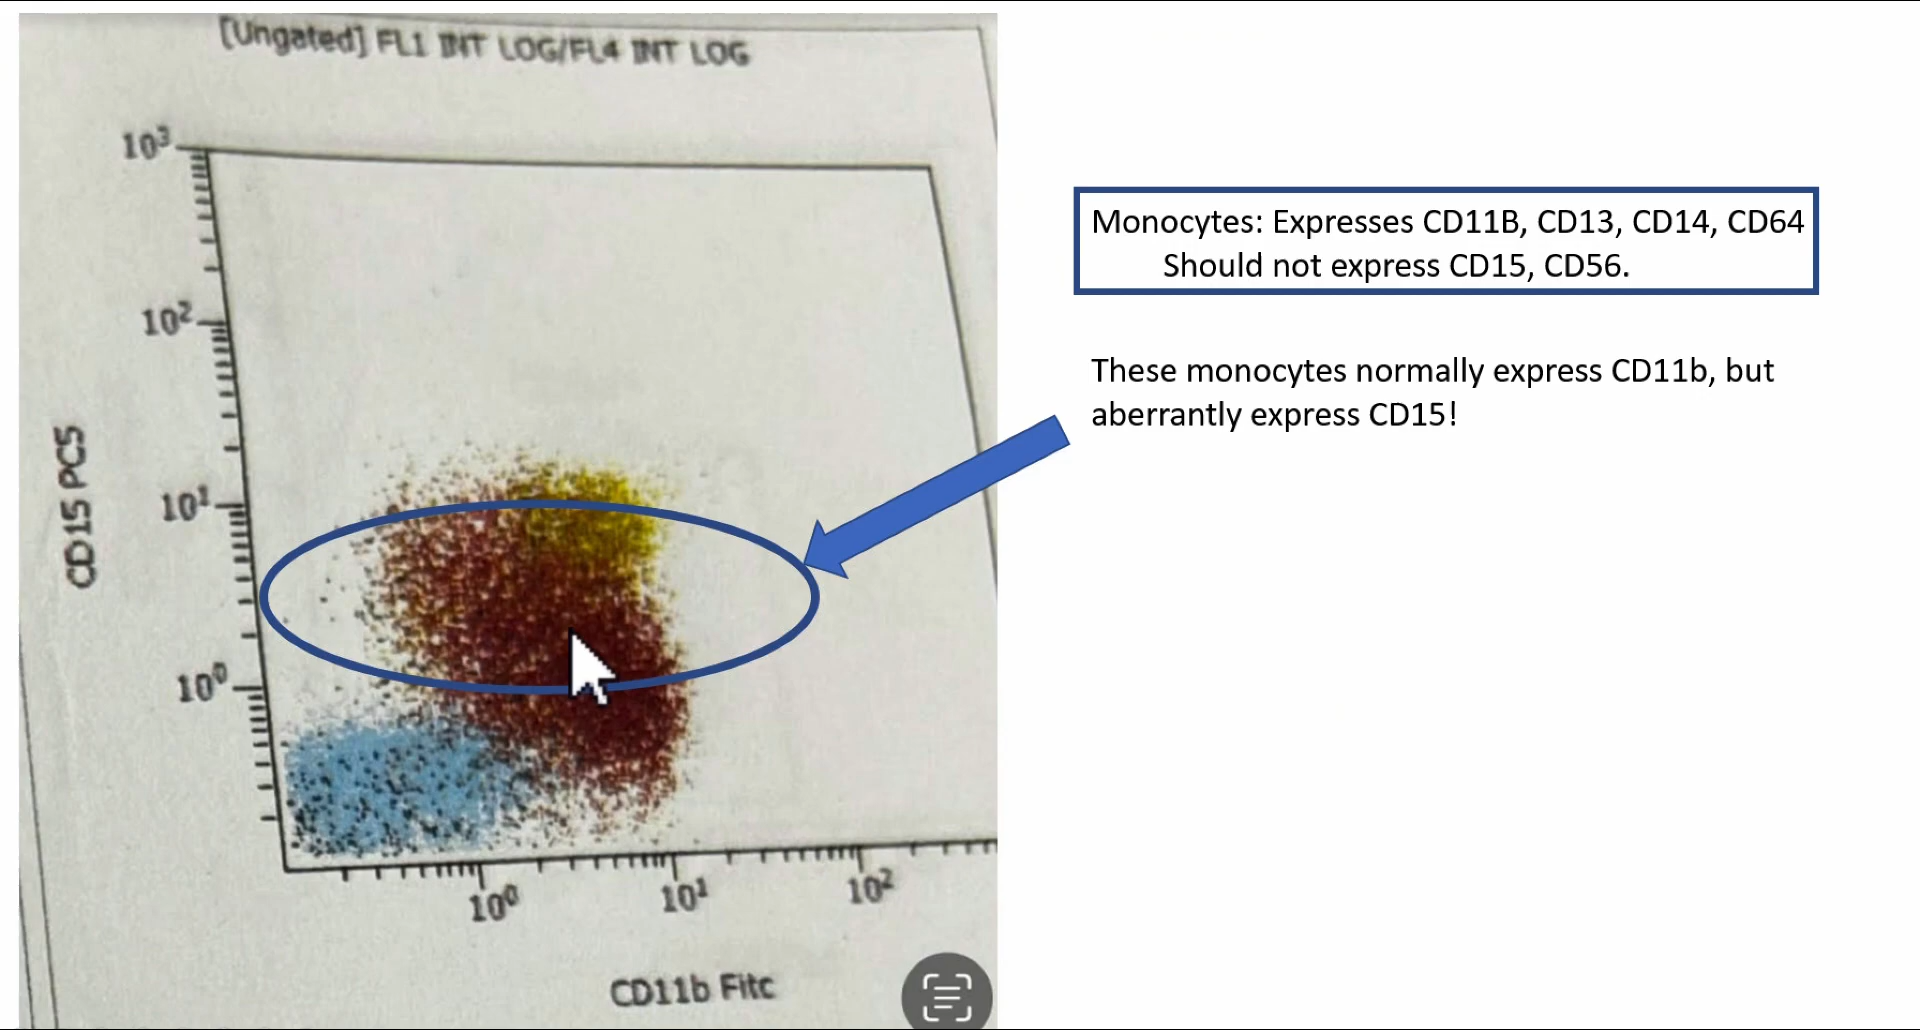 [Ungated] FL1 INT LOG/FL4 INT LOG
10³
10²
10¹
10⁰
CD15 PC5
10⁰
10¹
10²
CD11b Fitc
Monocytes: Expresses CD11B, CD13, CD14, CD64
Should not express CD15, CD56.
These monocytes normally express CD11b, but
aberrantly express CD15!